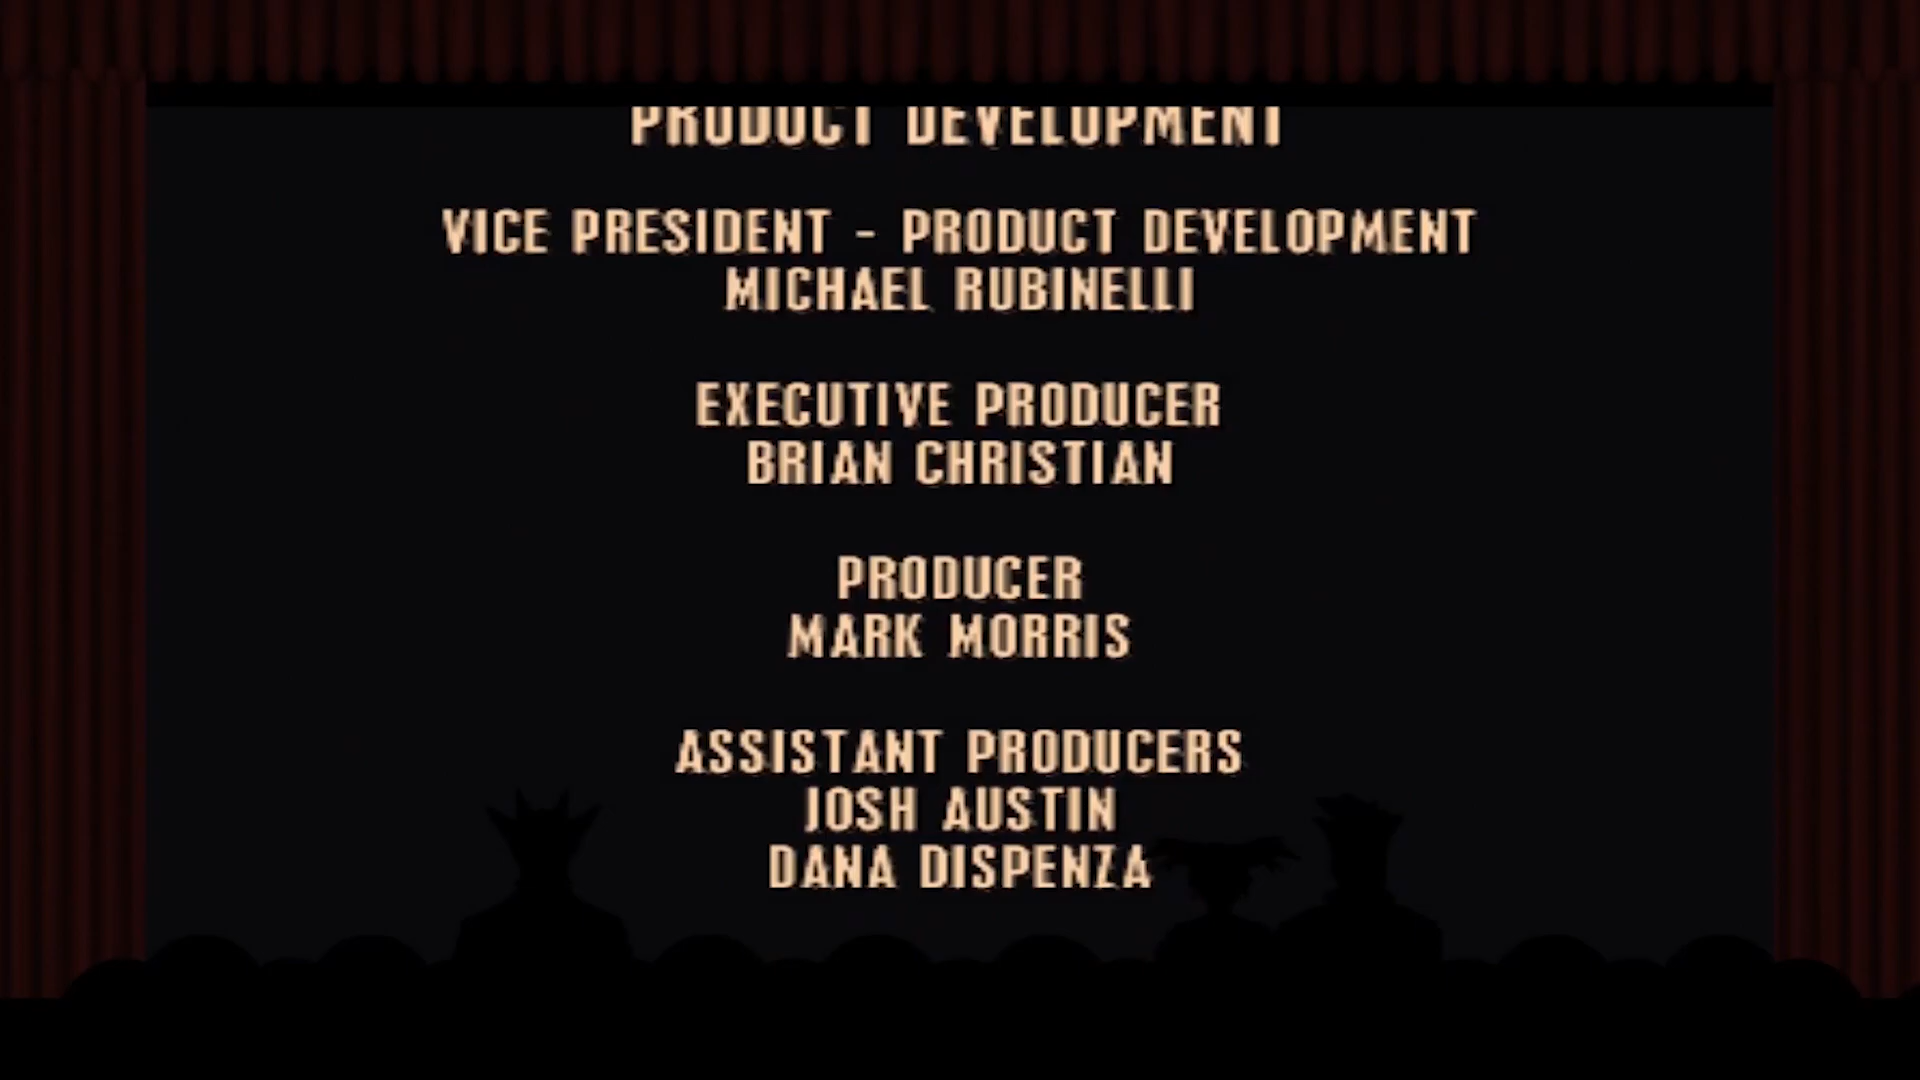 PRODUCT DEVELOPMENT
VICE PRESIDENT - PRODUCT DEVELOPMENT
MICHAEL RUBINELLI
EXECUTIVE PRODUCER
BRIAN CHRISTIAN
PRODUCER
MARK MORRIS
ASSISTANT PRODUCERS
JOSH AUSTIN
DANA DISPENZA